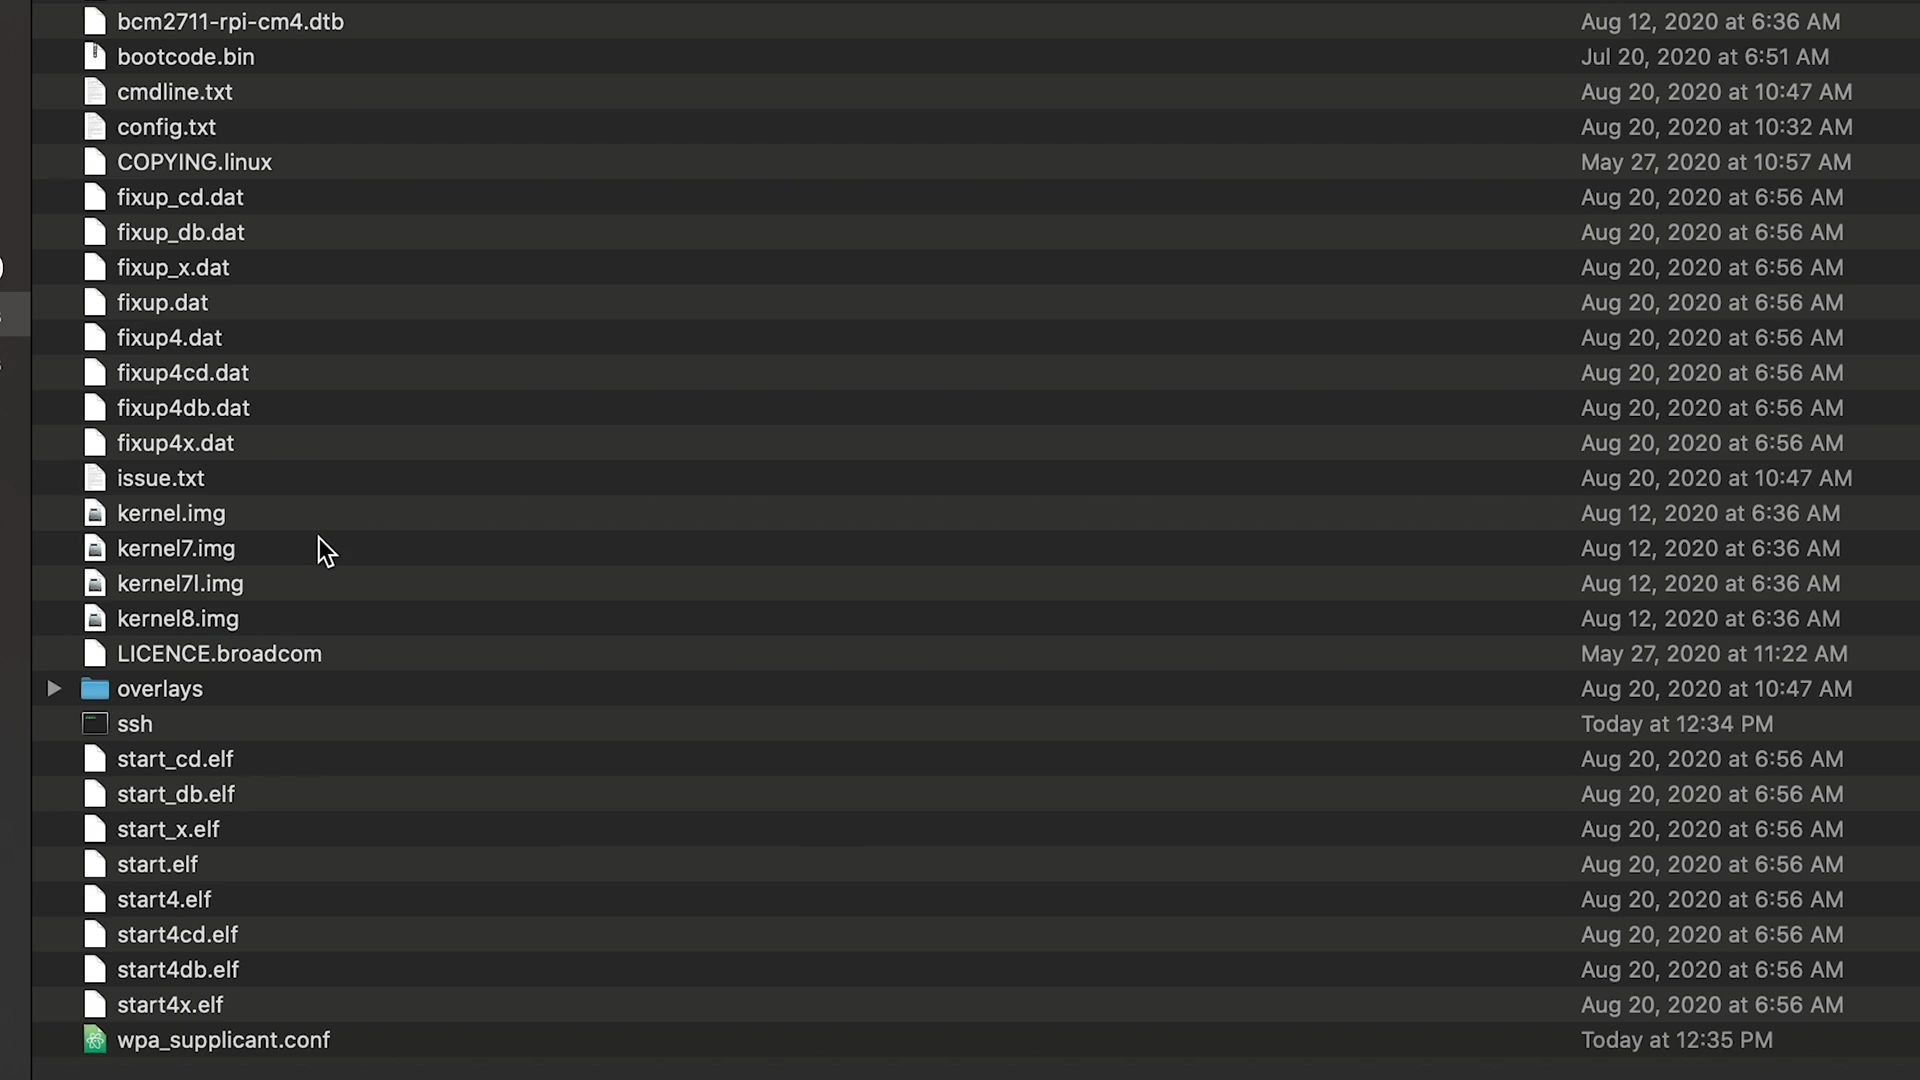 bcm2711-rpi-cm4.dtb Aug 12, 2020 at 6:36 AM
bootcode.bin Jul 20, 2020 at 6:51 AM
cmdline.txt Aug 20, 2020 at 10:47 AM
config.txt Aug 20, 2020 at 10:32 AM
COPYING.linux May 27, 2020 at 10:57 AM
fixup_cd.dat Aug 20, 2020 at 6:56 AM
fixup_db.dat Aug 20, 2020 at 6:56 AM
fixup_x.dat Aug 20, 2020 at 6:56 AM
fixup.dat Aug 20, 2020 at 6:56 AM
fixup4.dat Aug 20, 2020 at 6:56 AM
fixup4cd.dat Aug 20, 2020 at 6:56 AM
fixup4db.dat Aug 20, 2020 at 6:56 AM
fixup4x.dat Aug 20, 2020 at 6:56 AM
issue.txt Aug 20, 2020 at 10:47 AM
kernel.img Aug 12, 2020 at 6:36 AM
kernel7.img Aug 12, 2020 at 6:36 AM
kernel7l.img Aug 12, 2020 at 6:36 AM
kernel8.img Aug 12, 2020 at 6:36 AM
LICENCE.broadcom May 27, 2020 at 11:22 AM
overlays Aug 20, 2020 at 10:47 AM
ssh Today at 12:34 PM
start_cd.elf Aug 20, 2020 at 6:56 AM
start_db.elf Aug 20, 2020 at 6:56 AM
start_x.elf Aug 20, 2020 at 6:56 AM
start.elf Aug 20, 2020 at 6:56 AM
start4.elf Aug 20, 2020 at 6:56 AM
start4cd.elf Aug 20, 2020 at 6:56 AM
start4db.elf Aug 20, 2020 at 6:56 AM
start4x.elf Aug 20, 2020 at 6:56 AM
wpa_supplicant.conf Today at 12:35 PM